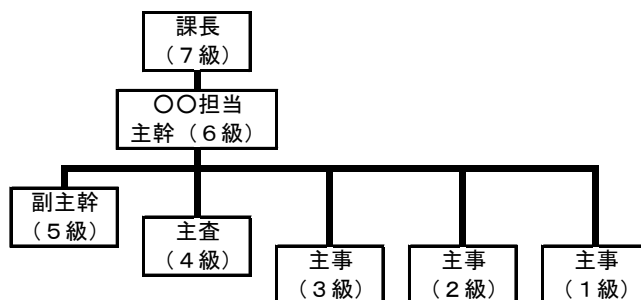 課長
（７級）
〇〇担当
主幹（６級）
副主幹
（５級）
主査
（４級）
主事
（３級）
主事
（２級）
主事
（１級）